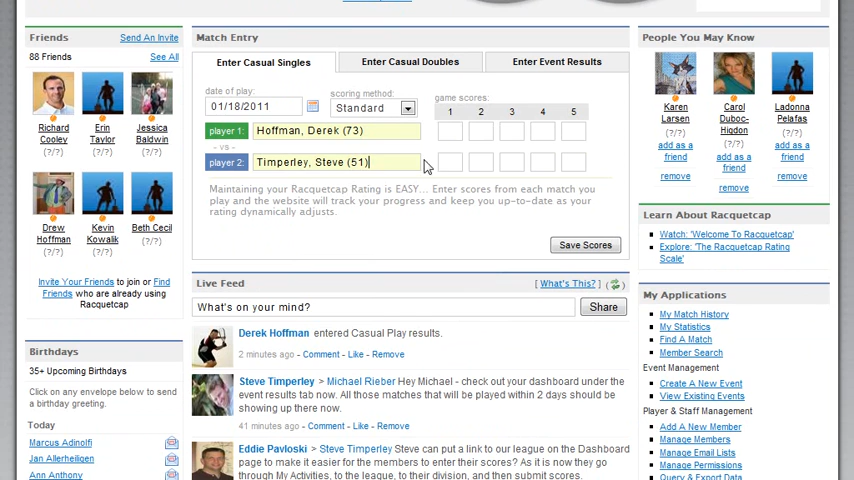 Friends
Send An Invite
88 Friends
See All
Richard Cooley
(?/?)
Erin Taylor
(?/?)
Jessica Baldwin
(?/?)
Drew Hoffman
(?/?)
Kevin Kowalik
(?/?)
Beth Cecil
(?/?)
Invite Your Friends to join or Find
Friends who are already using
Racquetcap
Birthdays
35+ Upcoming Birthdays
Click on any envelope below to send
a birthday greeting.
Today
Marcus Adinolfi
Jan Allerheiligen
Ann Anthony
Match Entry
Enter Casual Singles
Enter Casual Doubles
Enter Event Results
date of play:
scoring method:
game scores:
01/18/2011
Standard
1 2 3 4 5
player 1:
Hoffman, Derek (73)
- vs -
player 2:
Timperley, Steve (51)
Maintaining your Racquetcap Rating is EASY... Enter scores from each match you
play and the website will track your progress and keep you up-to-date as your
rating dynamically adjusts.
Save Scores
Live Feed
[ What's This? ]
What's on your mind?
Share
Derek Hoffman entered Casual Play results.
2 minutes ago - Comment - Like - Remove
Steve Timperley > Michael Rieber Hey Michael - check out your dashboard under the
event results tab now. All those matches that will be played within 2 days should be
showing up there now.
41 minutes ago - Comment - Like - Remove
Eddie Pavloski > Steve Timperley Steve can put a link to our league on the Dashboard
page to make it easier for the members to enter their scores? As it is now they go
through My Activities, to the league, to their division, and then submit scores.
People You May Know
Karen Larsen
(?/?)
add as a friend
remove
Carol Duboc-Higdon
(?/?)
add as a friend
remove
Ladonna Pelafas
(?/?)
add as a friend
remove
Learn About Racquetcap
Watch: 'Welcome To Racquetcap'
Explore: 'The Racquetcap Rating
Scale'
My Applications
My Match History
My Statistics
Find A Match
Member Search
Event Management
Create A New Event
View Existing Events
Player & Staff Management
Add A New Member
Manage Members
Manage Email Lists
Manage Permissions
Query & Export Data